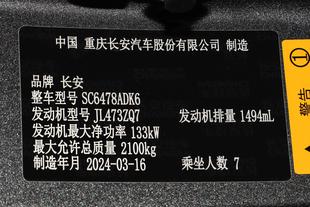 中国 重庆长安汽车股份有限公司 制造
品牌 长安
整车型号 SC6478ADK6
发动机型号 JL473ZQ7 发动机排量 1494mL
发动机最大净功率 133kW
最大允许总质量 2100kg
制造年月 2024-03-16 乘坐人数 7
①
警告